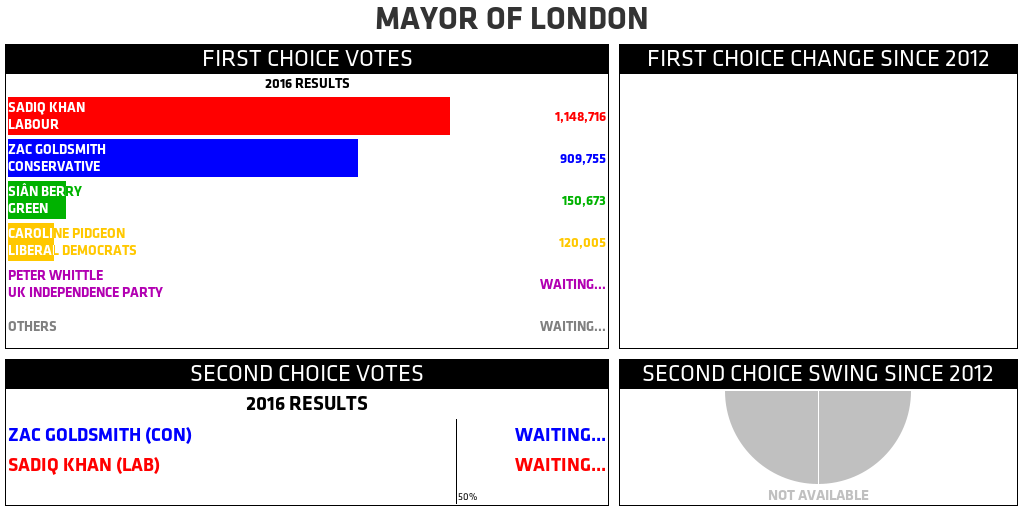 MAYOR OF LONDON
FIRST CHOICE VOTES
2016 RESULTS
SADIQ KHAN
LABOUR
1,148,716
ZAC GOLDSMITH
CONSERVATIVE
909,755
SIÂN BERRY
GREEN
150,673
CAROLINE PIDGEON
LIBERAL DEMOCRATS
120,005
PETER WHITTLE
UK INDEPENDENCE PARTY
WAITING...
OTHERS
WAITING...
FIRST CHOICE CHANGE SINCE 2012
SECOND CHOICE VOTES
2016 RESULTS
ZAC GOLDSMITH (CON)
WAITING...
SADIQ KHAN (LAB)
WAITING...
50%
SECOND CHOICE SWING SINCE 2012
NOT AVAILABLE